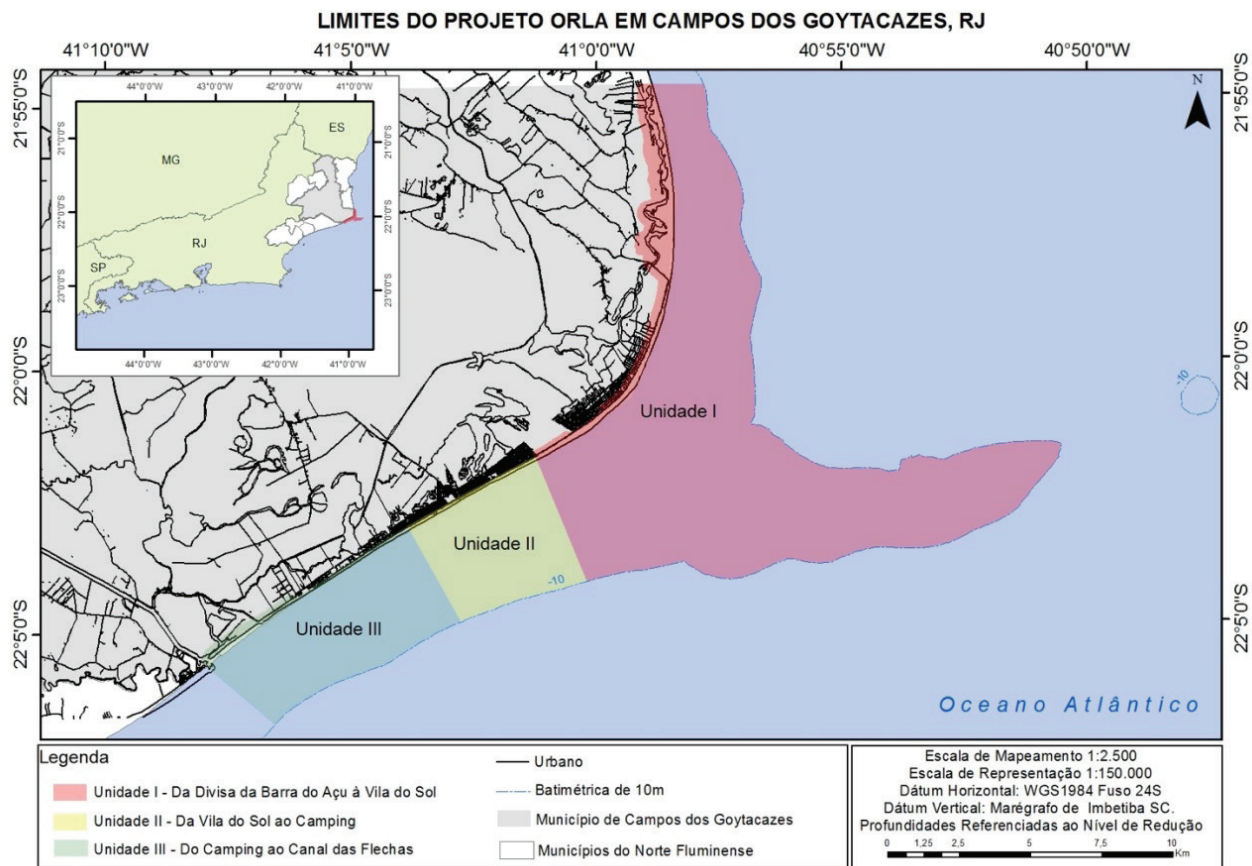 LIMITES DO PROJETO ORLA EM CAMPOS DOS GOYTACAZES, RJ
41°10'0"W 41°5'0"W 41°0'0"W 40°55'0"W 40°50'0"W
44°0'0"W 43°0'0"W 42°0'0"W 41°0'0"W
21°55'0"S
21°55'0"S
N
ES
MG
21°0'0"S
21°0'0"S
22°0'0"S
22°0'0"S
RJ
SP
23°0'0"S
23°0'0"S
44°0'0"W 43°0'0"W 42°0'0"W 41°0'0"W
22°0'0"S
22°0'0"S
-10
Unidade I
Unidade II
-10
Unidade III
22°5'0"S
22°5'0"S
Oceano Atlântico
Legenda
Unidade I - Da Divisa da Barra do Açu à Vila do Sol
Unidade II - Da Vila do Sol ao Camping
Unidade III - Do Camping ao Canal das Flechas
Urbano
Batimétrica de 10m
Município de Campos dos Goytacazes
Municípios do Norte Fluminense
Escala de Mapeamento 1:2.500
Escala de Representação 1:150.000
Dátum Horizontal: WGS1984 Fuso 24S
Dátum Vertical: Marégrafo de Imbetiba SC.
Profundidades Referenciadas ao Nível de Redução
0 1,25 2,5 5 7,5 10
Km